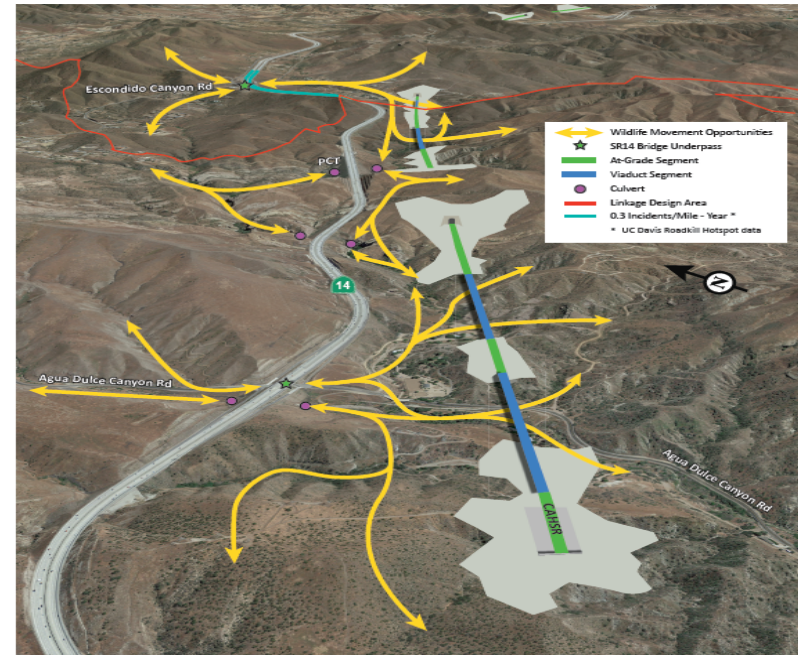 Escondido Canyon Rd
PCT
Wildlife Movement Opportunities
SR14 Bridge Underpass
At-Grade Segment
Viaduct Segment
Culvert
Linkage Design Area
0.3 Incidents/Mile - Year *
* UC Davis Roadkill Hotspot data
N
14
Agua Dulce Canyon Rd
Agua Dulce Canyon Rd
CAHSR